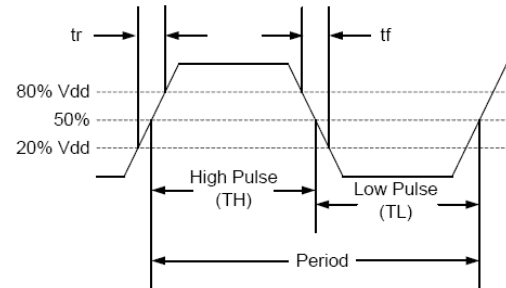 tr
tf
80% Vdd
50%
20% Vdd
High Pulse
(TH)
Low Pulse
(TL)
Period